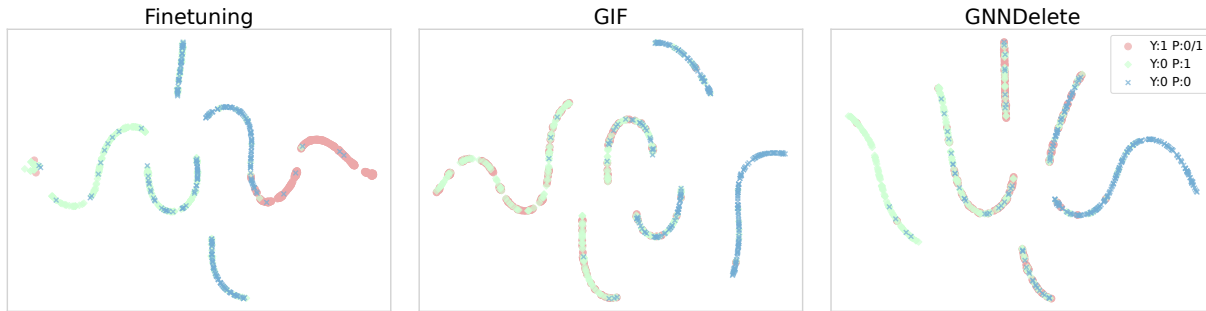 Finetuning
GIF
GNNDelete
Y:1 P:0/1
Y:0 P:1
Y:0 P:0